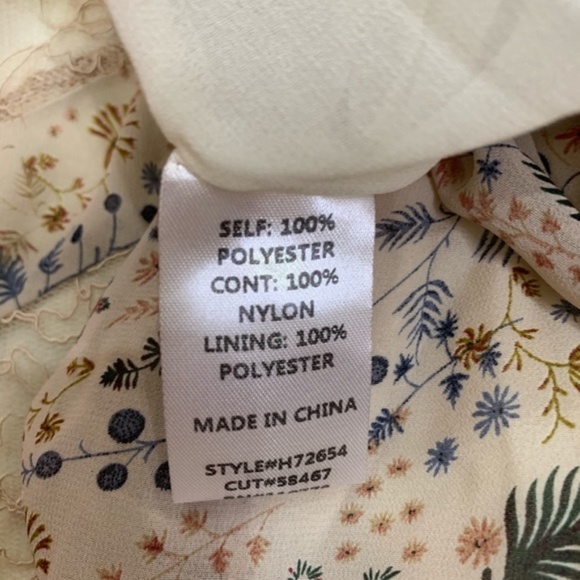 SELF: 100%
POLYESTER
CONT: 100%
NYLON
LINING: 100%
POLYESTER
MADE IN CHINA
STYLE#H72654
CUT#58467